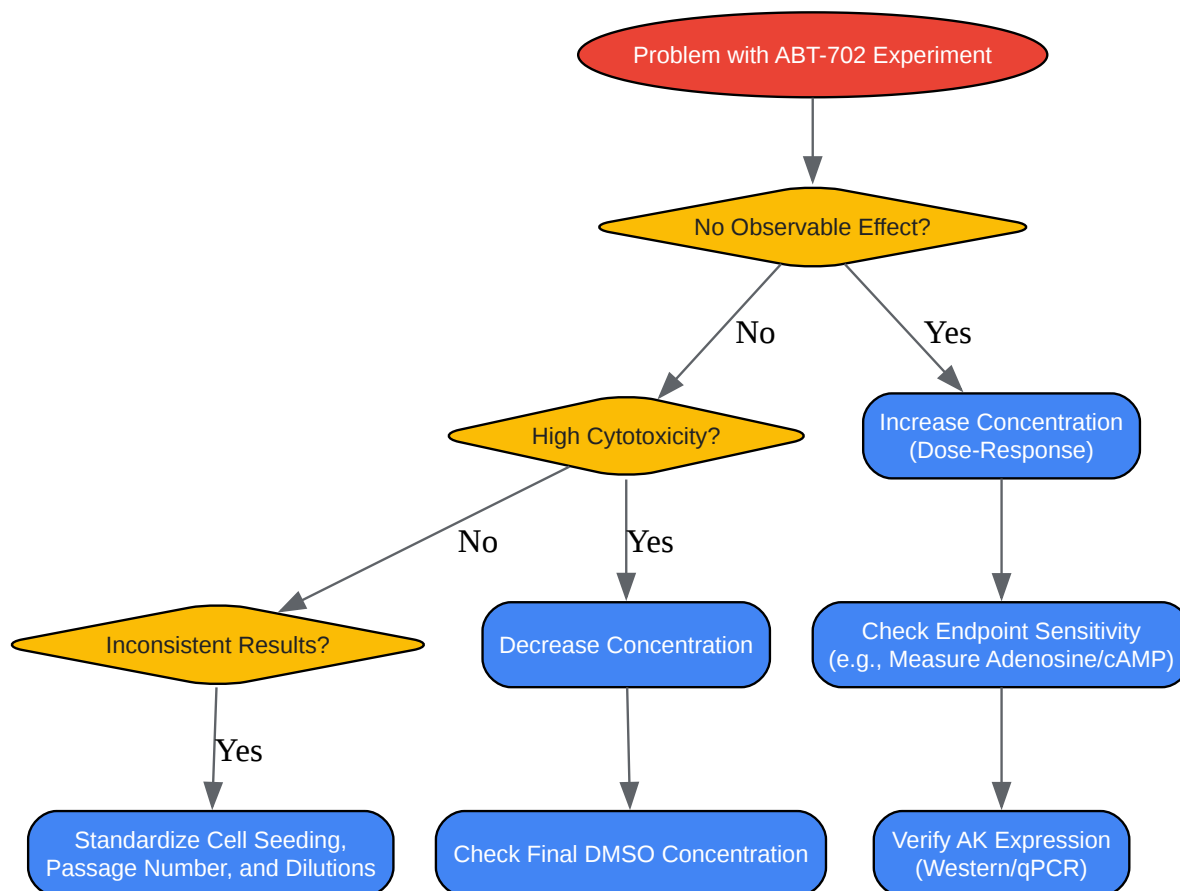 Problem with ABT-702 Experiment
No Observable Effect?
No
Yes
High Cytotoxicity?
Increase Concentration
(Dose-Response)
No
Yes
Inconsistent Results?
Decrease Concentration
Check Endpoint Sensitivity
(e.g., Measure Adenosine/cAMP)
Yes
Standardize Cell Seeding,
Passage Number, and Dilutions
Check Final DMSO Concentration
Verify AK Expression
(Western/qPCR)